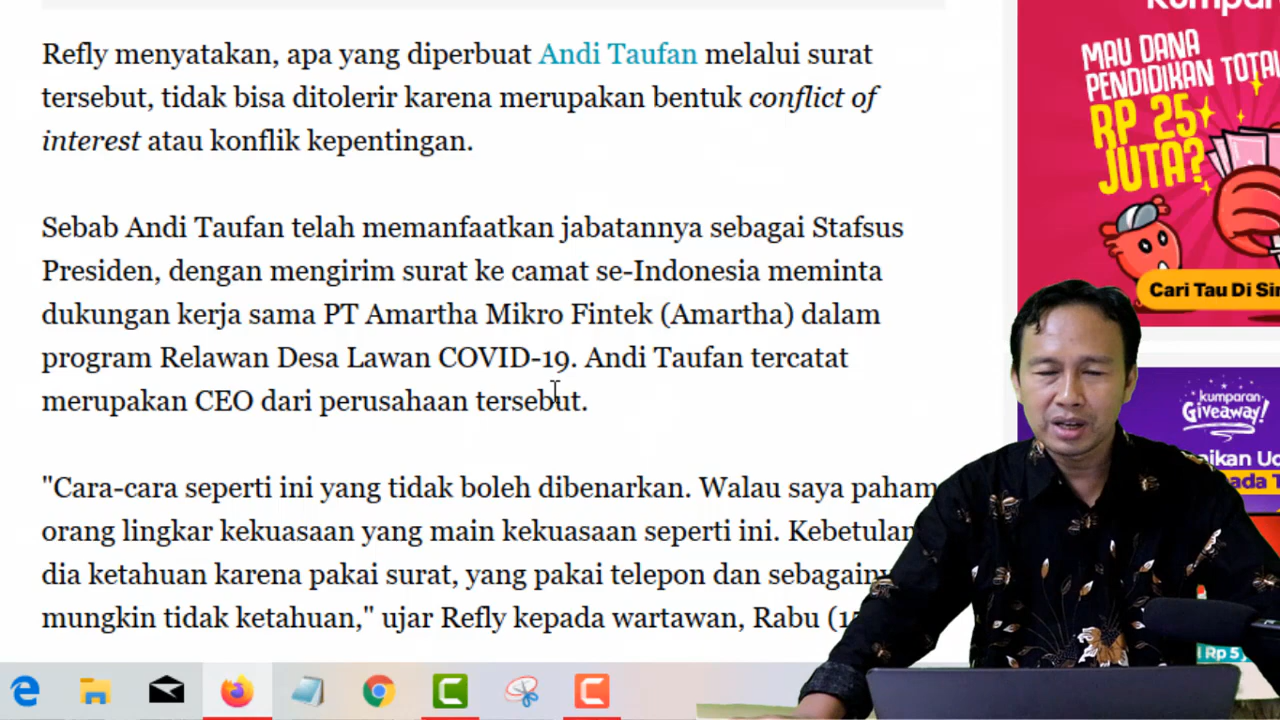 Refly menyatakan, apa yang diperbuat Andi Taufan melalui surat
tersebut, tidak bisa ditolerir karena merupakan bentuk conflict of
interest atau konflik kepentingan.
Sebab Andi Taufan telah memanfaatkan jabatannya sebagai Stafsus
Presiden, dengan mengirim surat ke camat se-Indonesia meminta
dukungan kerja sama PT Amartha Mikro Fintek (Amartha) dalam
program Relawan Desa Lawan COVID-19. Andi Taufan tercatat
merupakan CEO dari perusahaan tersebut.
"Cara-cara seperti ini yang tidak boleh dibenarkan. Walau saya paham
orang lingkar kekuasaan yang main kekuasaan seperti ini. Kebetulan
dia ketahuan karena pakai surat, yang pakai telepon dan
mungkin tidak ketahuan," ujar Refly kepada wartawan, Rabu
MAU DANA
PENDIDIKAN
RP 25
JUTA?
Cari Tau Di
kumparan
Giveaway!
Rp 5